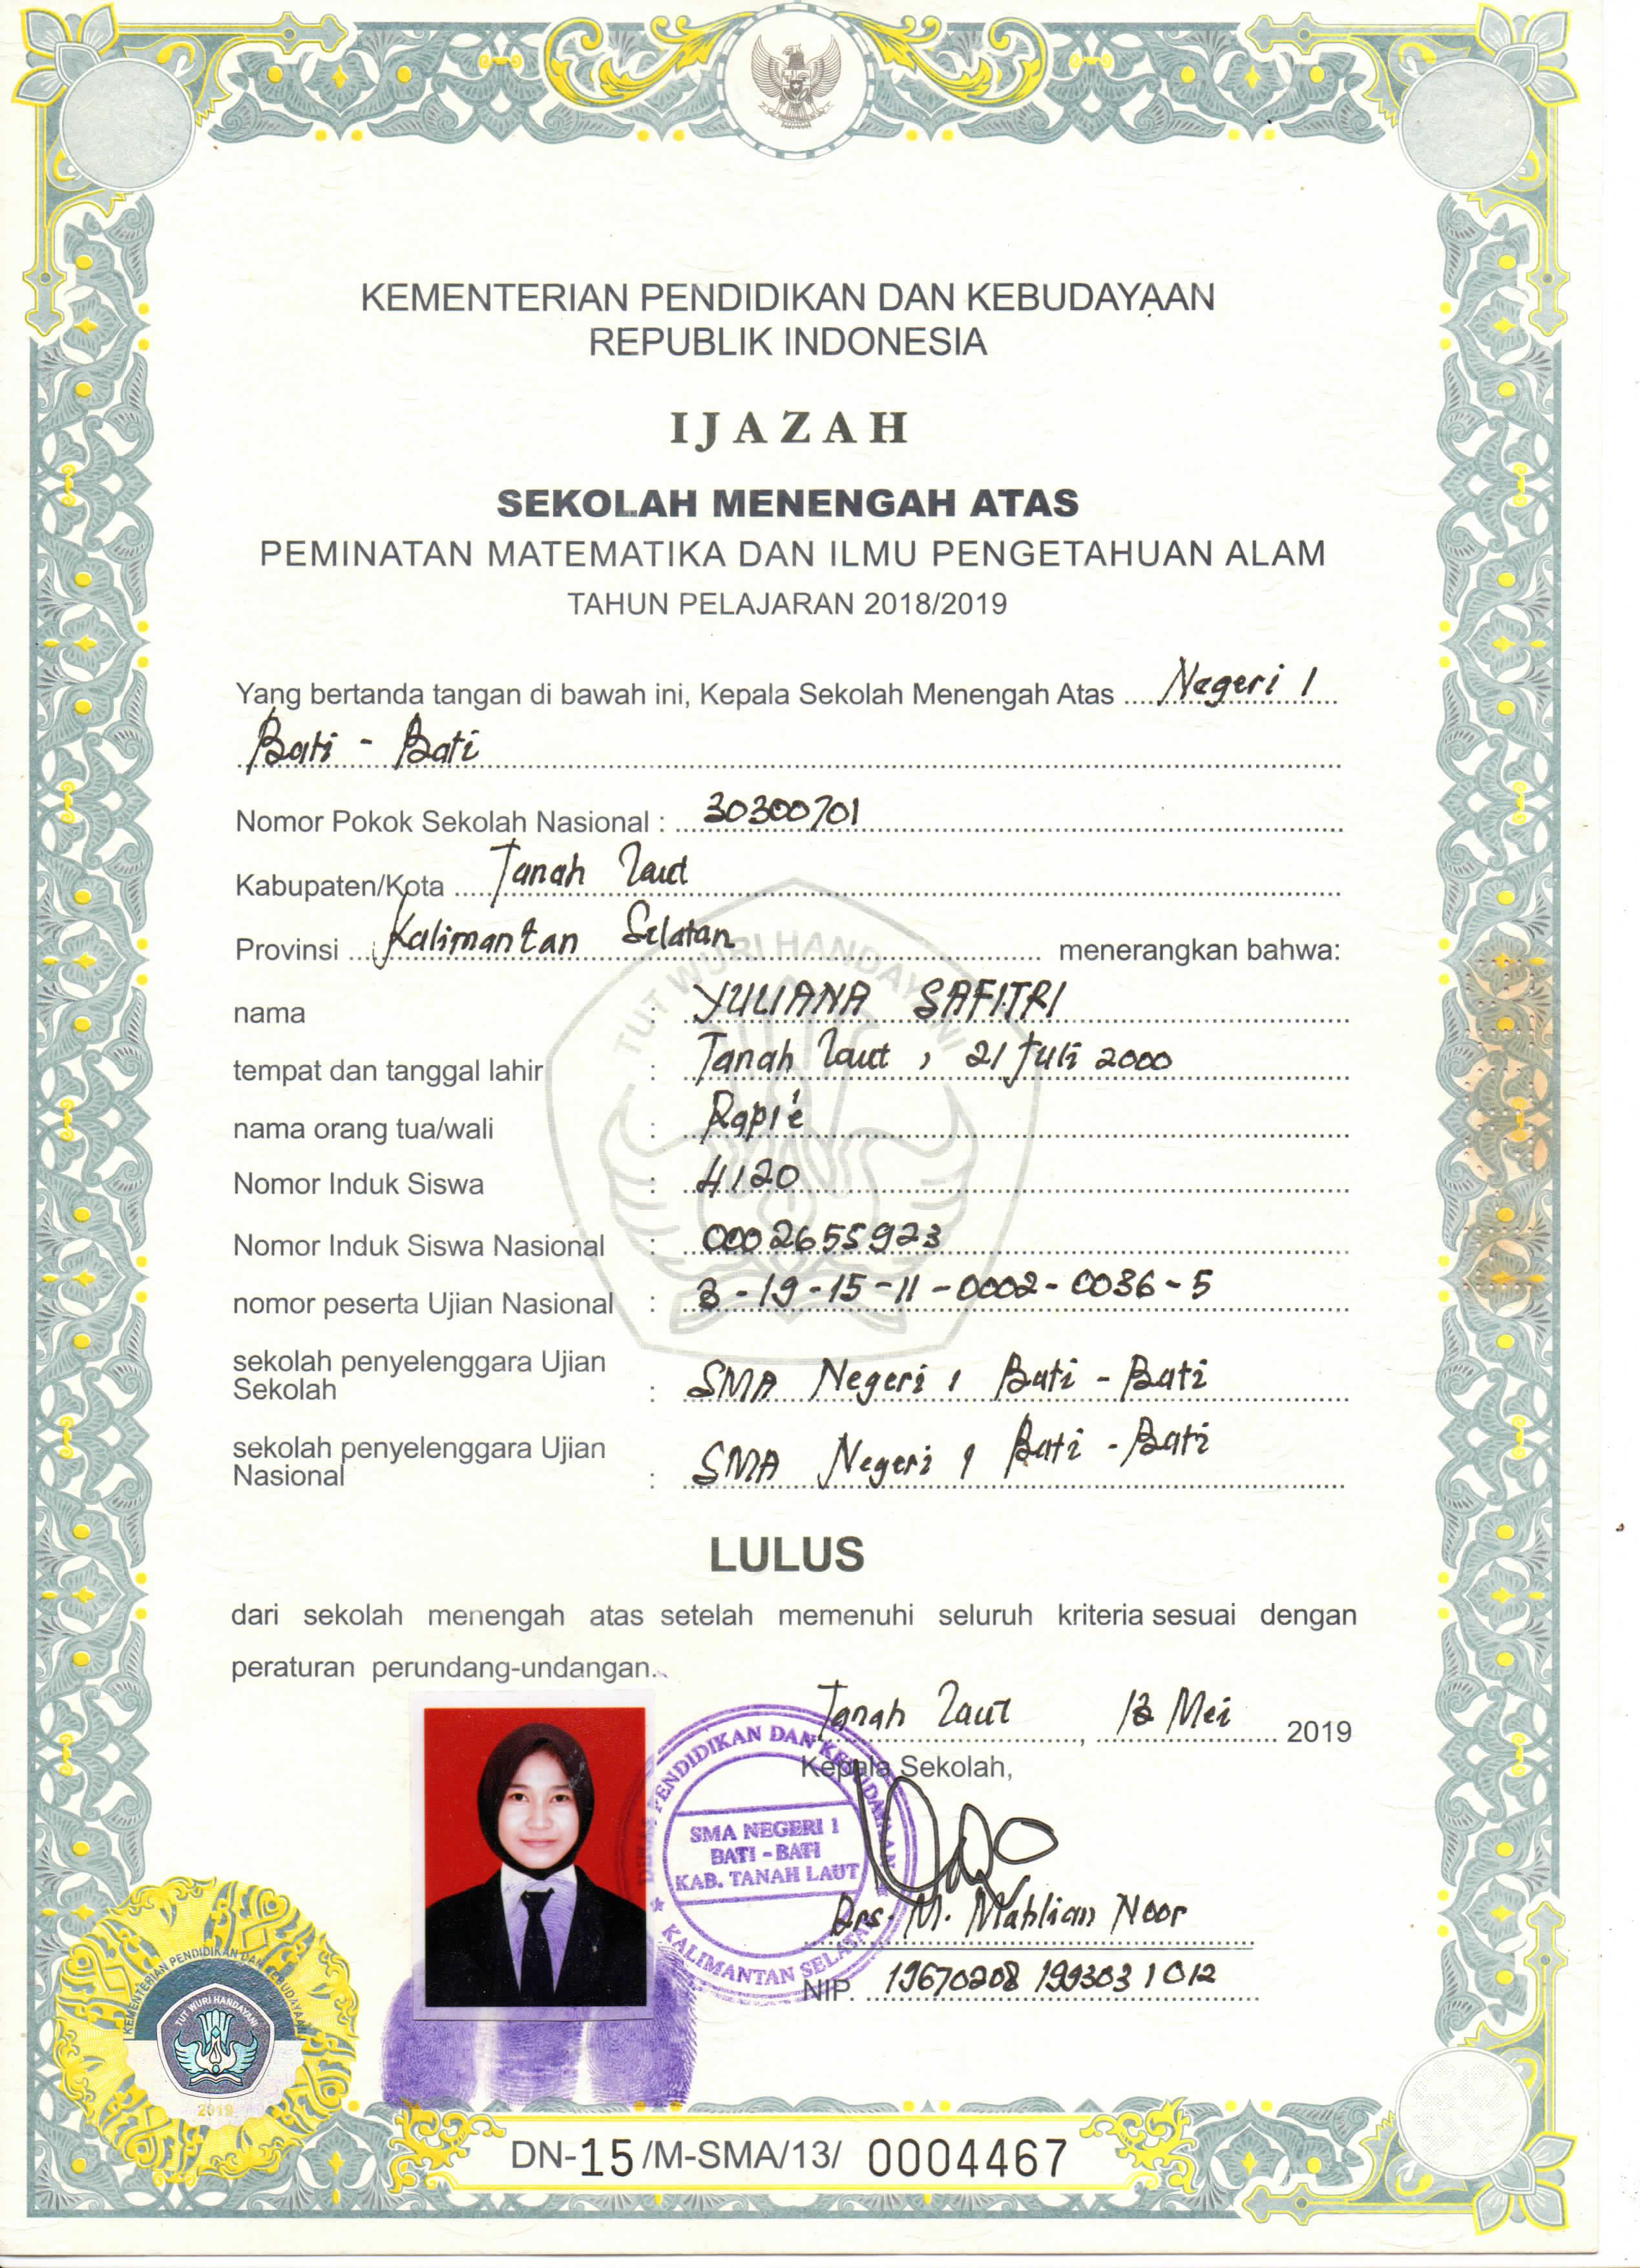 KEMENTERIAN PENDIDIKAN DAN KEBUDAYAAN
REPUBLIK INDONESIA
IJAZAH
SEKOLAH MENENGAH ATAS
PEMINATAN MATEMATIKA DAN ILMU PENGETAHUAN ALAM
TAHUN PELAJARAN 2018/2019
Yang bertanda tangan di bawah ini, Kepala Sekolah Menengah Atas Negeri 1
Bati - Bati
Nomor Pokok Sekolah Nasional : 30300701
Kabupaten/Kota Tanah Laut
Provinsi Kalimantan Selatan menerangkan bahwa:
TUT WURI HANDAYANI
nama : YULIANA SAFITRI
tempat dan tanggal lahir : Tanah Laut , 21 Juli 2000
nama orang tua/wali : Rapi'e
Nomor Induk Siswa : 4120
Nomor Induk Siswa Nasional : 0002655923
nomor peserta Ujian Nasional : 3-19-15-11-0002-0036-5
sekolah penyelenggara Ujian
Sekolah : SMA Negeri 1 Bati - Bati
sekolah penyelenggara Ujian
Nasional : SMA Negeri 1 Bati - Bati
LULUS
dari sekolah menengah atas setelah memenuhi seluruh kriteria sesuai dengan
peraturan perundang-undangan.
Tanah Laut , 13 Mei 2019
Kepala Sekolah,
DINAS PENDIDIKAN DAN KEBUDAYAAN
SMA NEGERI 1
BATI - BATI
KAB. TANAH LAUT
KALIMANTAN SELATAN
Drs. M. Mahlian Noor
NIP. 19670208 199303 1 012
KEMENTERIAN PENDIDIKAN DAN KEBUDAYAAN
TUT WURI HANDAYANI
2019
DN-15/M-SMA/13/ 0004467